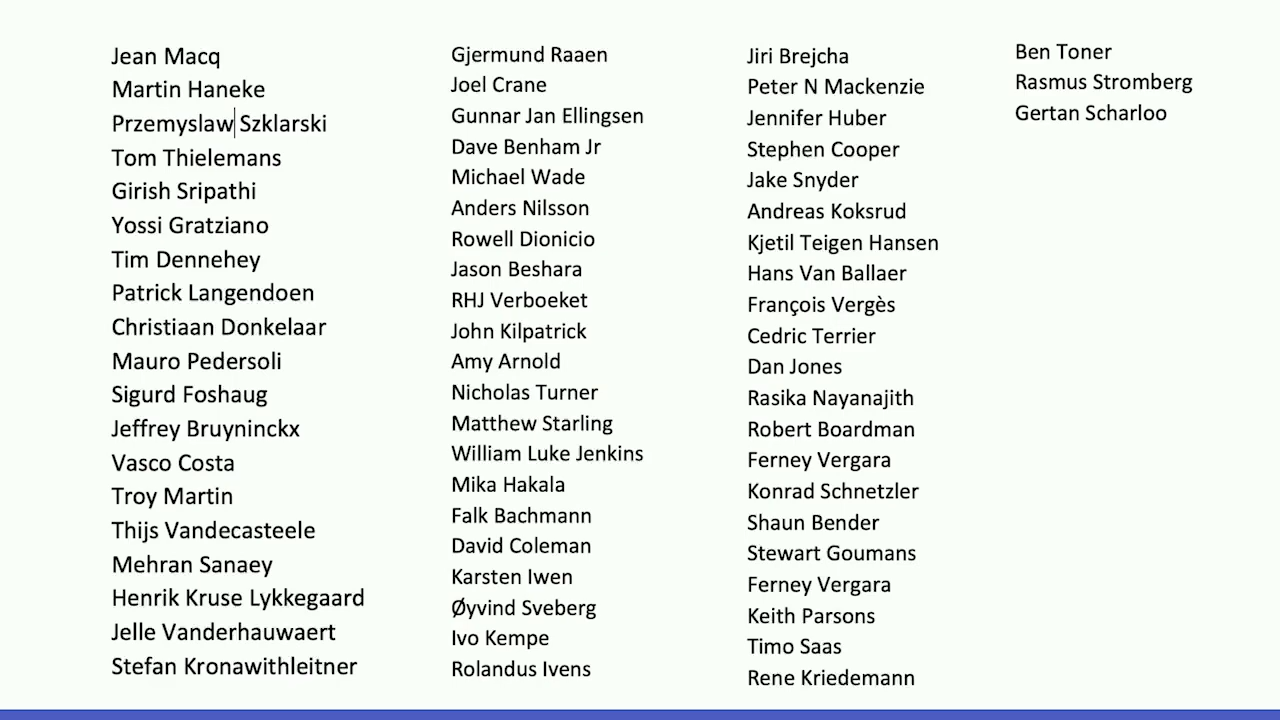 Jean Macq
Martin Haneke
Przemyslaw Szklarski
Tom Thielemans
Girish Sripathi
Yossi Gratziano
Tim Dennehey
Patrick Langendoen
Christiaan Donkelaar
Mauro Pedersoli
Sigurd Foshaug
Jeffrey Bruyninckx
Vasco Costa
Troy Martin
Thijs Vandecasteele
Mehran Sanaey
Henrik Kruse Lykkegaard
Jelle Vanderhauwaert
Stefan Kronawithleitner
Gjermund Raaen
Joel Crane
Gunnar Jan Ellingsen
Dave Benham Jr
Michael Wade
Anders Nilsson
Rowell Dionicio
Jason Beshara
RHJ Verboeket
John Kilpatrick
Amy Arnold
Nicholas Turner
Matthew Starling
William Luke Jenkins
Mika Hakala
Falk Bachmann
David Coleman
Karsten Iwen
Øyvind Sveberg
Ivo Kempe
Rolandus Ivens
Jiri Brejcha
Peter N Mackenzie
Jennifer Huber
Stephen Cooper
Jake Snyder
Andreas Koksrud
Kjetil Teigen Hansen
Hans Van Ballaer
François Vergès
Cedric Terrier
Dan Jones
Rasika Nayanajith
Robert Boardman
Ferney Vergara
Konrad Schnetzler
Shaun Bender
Stewart Goumans
Ferney Vergara
Keith Parsons
Timo Saas
Rene Kriedemann
Ben Toner
Rasmus Stromberg
Gertan Scharloo